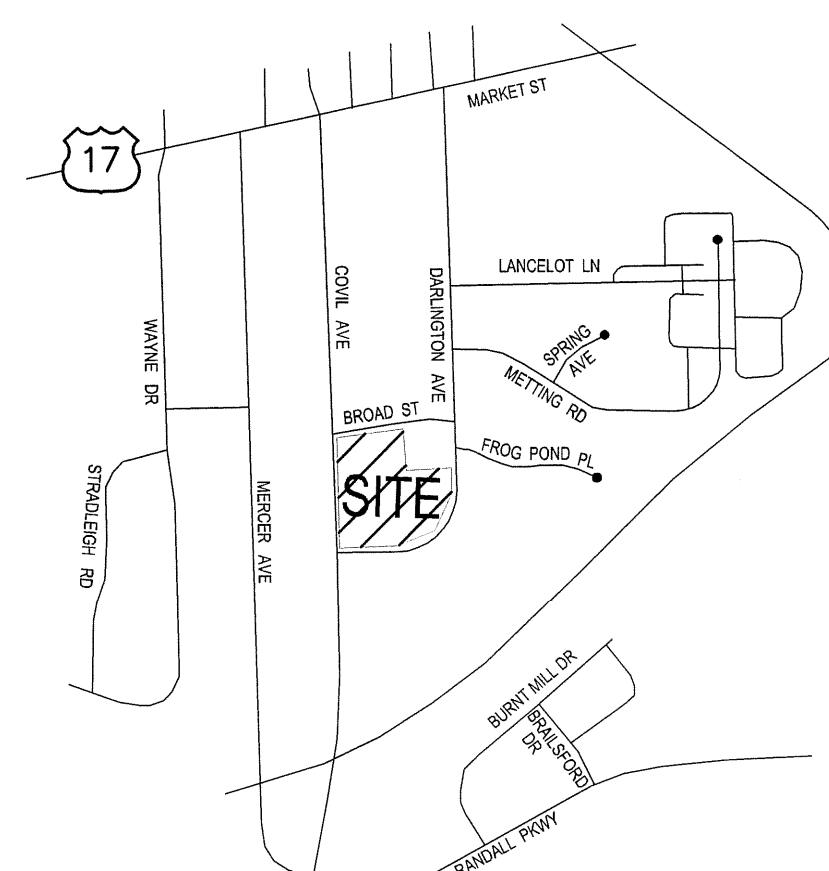 MARKET ST
17
LANCELOT LN
COVIL AVE
DARLINGTON AVE
WAYNE DR
SPRING
AVE
METTING RD
BROAD ST
FROG POND PL
STRADLEIGH RD
MERCER AVE
SITE
BURNT MILL DR
BRAILSFORD
DR
RANDALL PKWY